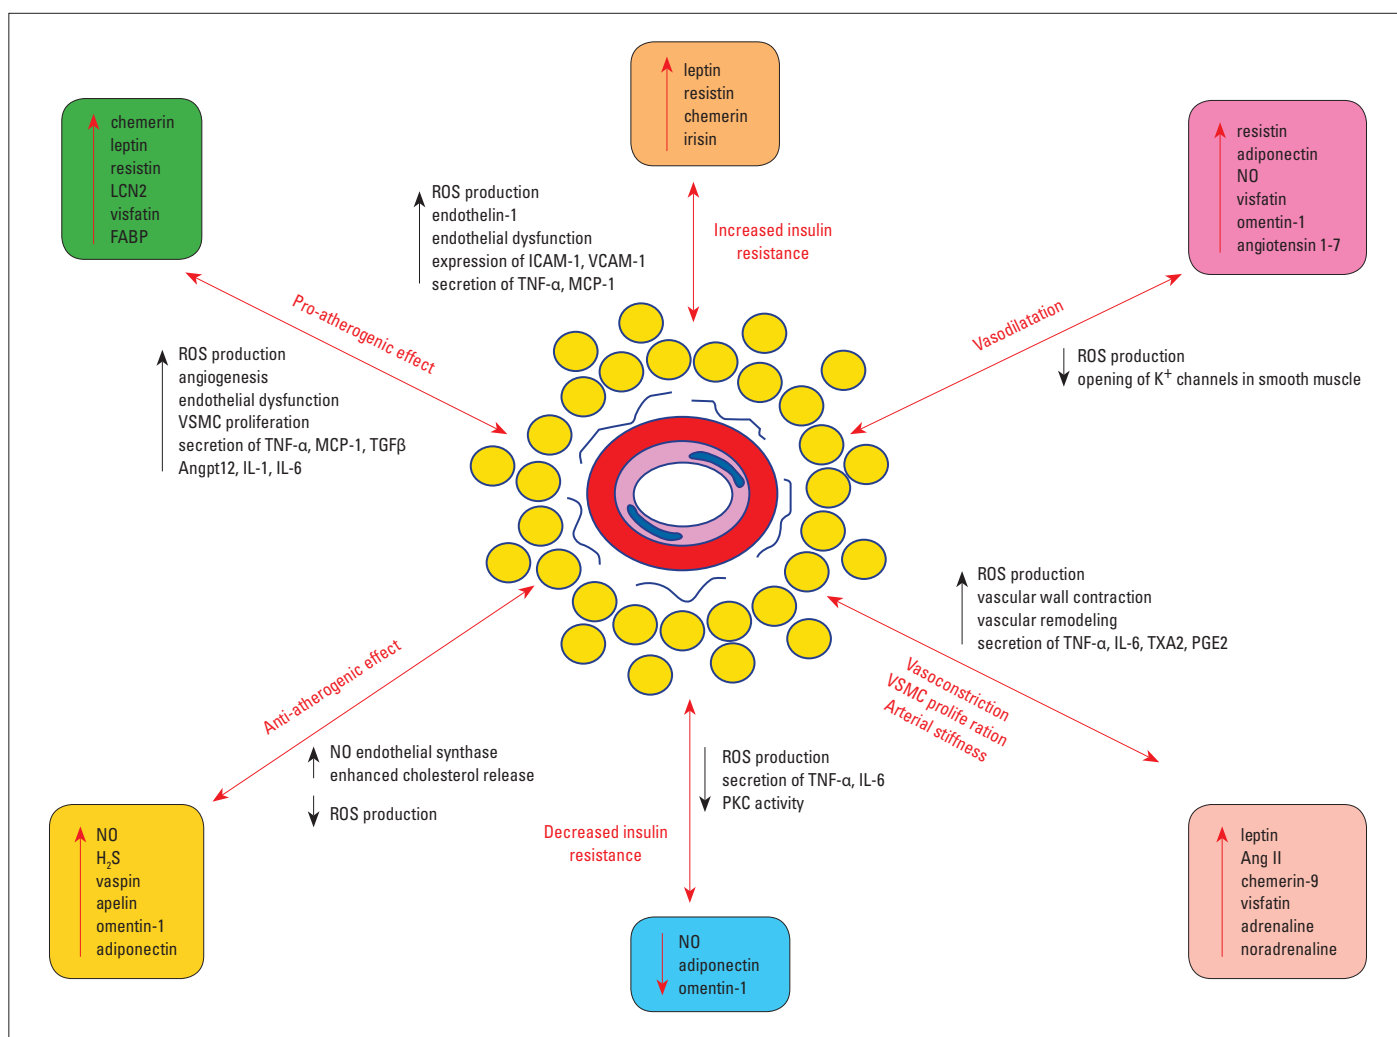 leptin
resistin
chemerin
irisin
chemerin
leptin
resistin
LCN2
visfatin
FABP
resistin
adiponectin
NO
visfatin
omentin-1
angiotensin 1-7
ROS production
endothelin-1
endothelial dysfunction
expression of ICAM-1, VCAM-1
secretion of TNF-α, MCP-1
Increased insulin
resistance
Pro-atherogenic effect
Vasodilatation
ROS production
angiogenesis
endothelial dysfunction
VSMC proliferation
secretion of TNF-α, MCP-1, TGFβ
Angpt12, IL-1, IL-6
ROS production
opening of K⁺ channels in smooth muscle
ROS production
vascular wall contraction
vascular remodeling
secretion of TNF-α, IL-6, TXA2, PGE2
Vasoconstriction
VSMC prolife ration
Arterial stiffness
Anti-atherogenic effect
NO endothelial synthase
enhanced cholesterol release
ROS production
ROS production
secretion of TNF-α, IL-6
PKC activity
Decreased insulin
resistance
NO
H₂S
vaspin
apelin
omentin-1
adiponectin
NO
adiponectin
omentin-1
leptin
Ang II
chemerin-9
visfatin
adrenaline
noradrenaline